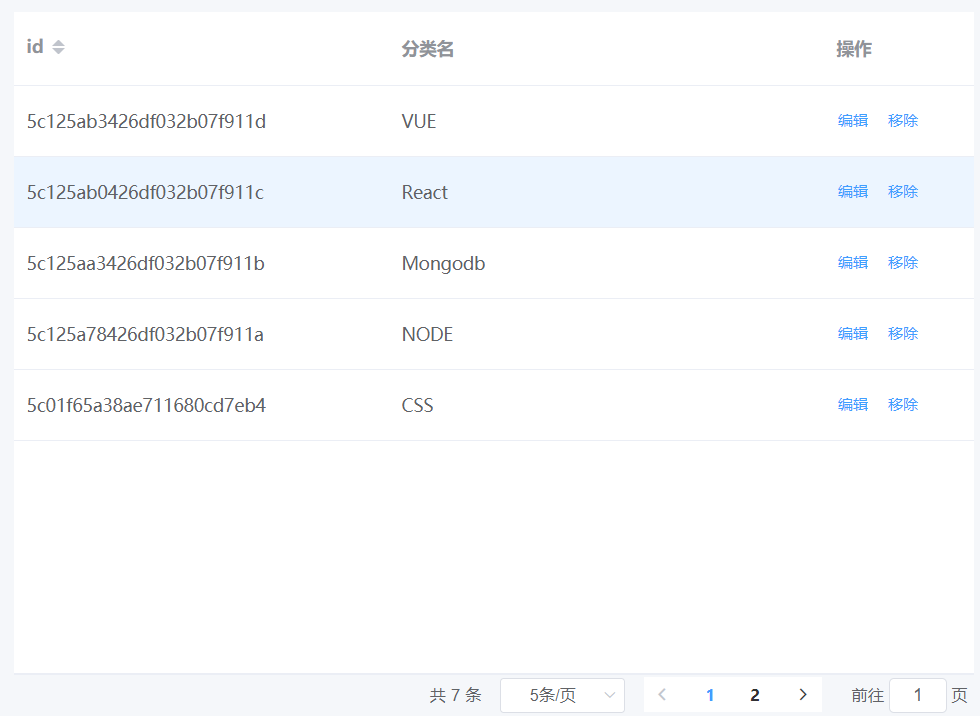 id 分类名 操作
5c125ab3426df032b07f911d VUE 编辑 移除
5c125ab0426df032b07f911c React 编辑 移除
5c125aa3426df032b07f911b Mongodb 编辑 移除
5c125a78426df032b07f911a NODE 编辑 移除
5c01f65a38ae711680cd7eb4 CSS 编辑 移除
共 7 条 5条/页 1 2 前往 1 页